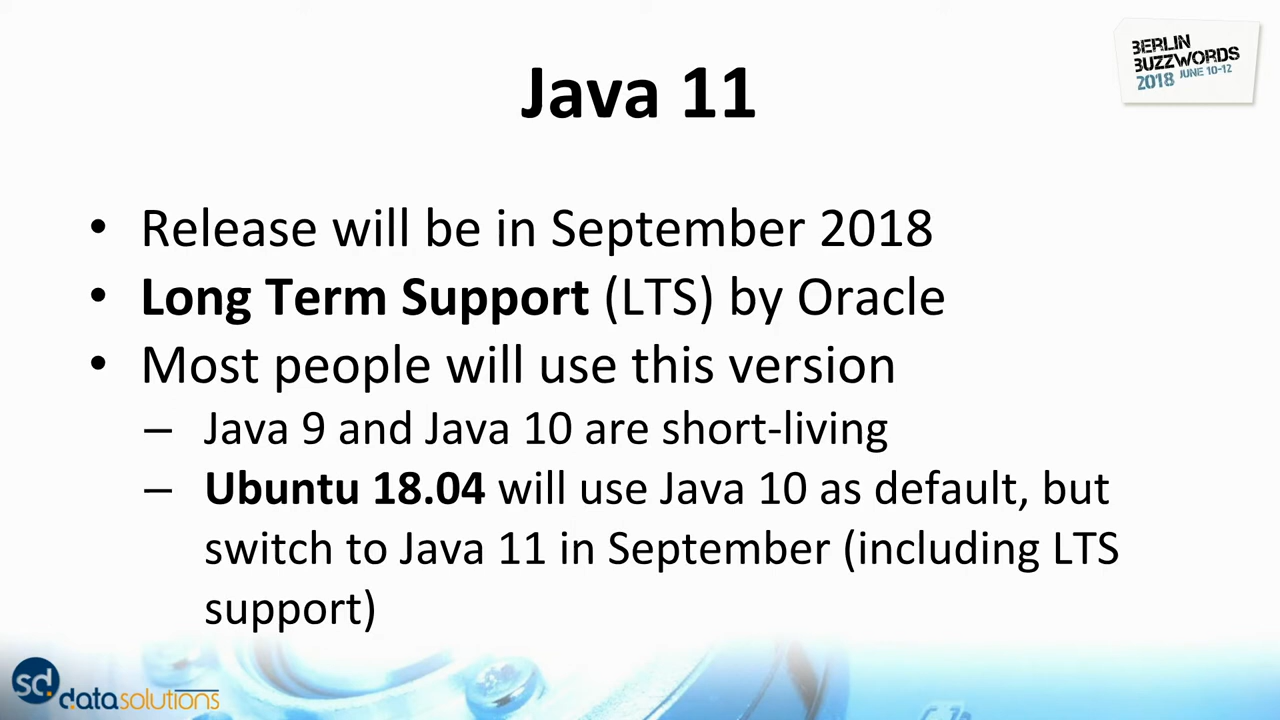 BERLIN
BUZZWORDS
2018 JUNE 10-12
Java 11
• Release will be in September 2018
• Long Term Support (LTS) by Oracle
• Most people will use this version
– Java 9 and Java 10 are short-living
– Ubuntu 18.04 will use Java 10 as default, but
switch to Java 11 in September (including LTS
support)
sd.
datasolutions